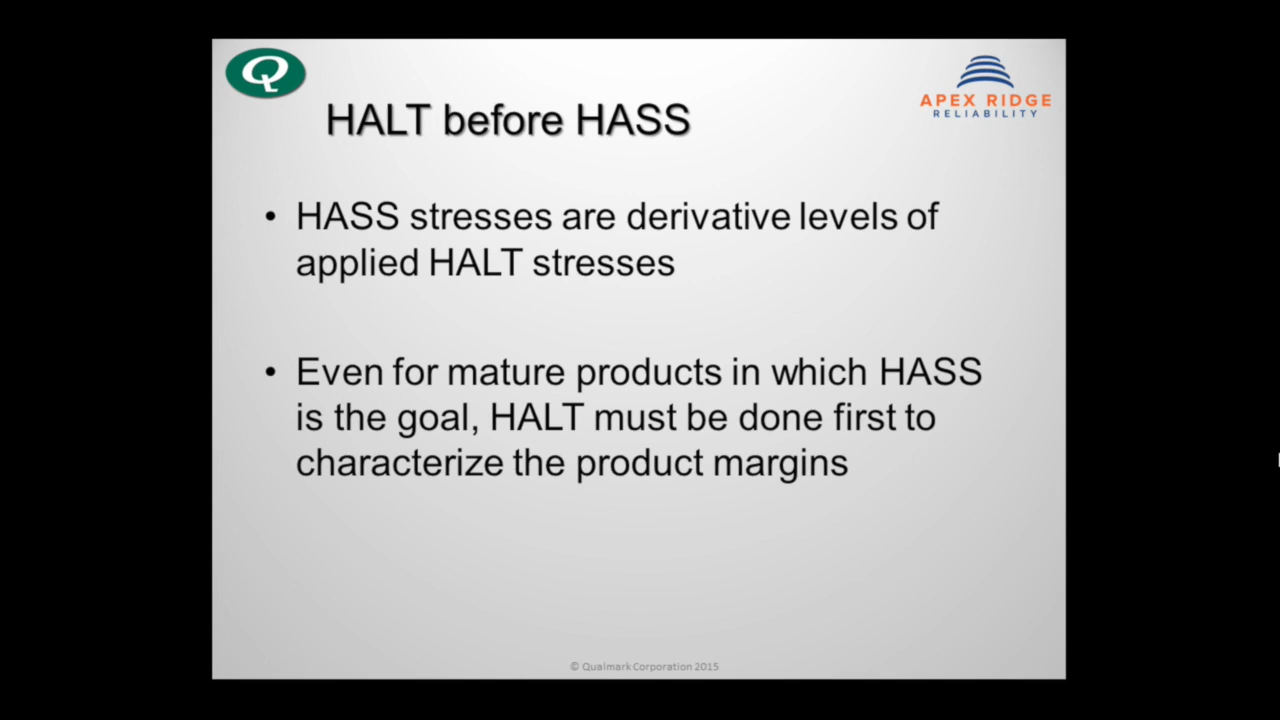 Q
APEX RIDGE
RELIABILITY
HALT before HASS
• HASS stresses are derivative levels of
applied HALT stresses
• Even for mature products in which HASS
is the goal, HALT must be done first to
characterize the product margins
© Qualmark Corporation 2015